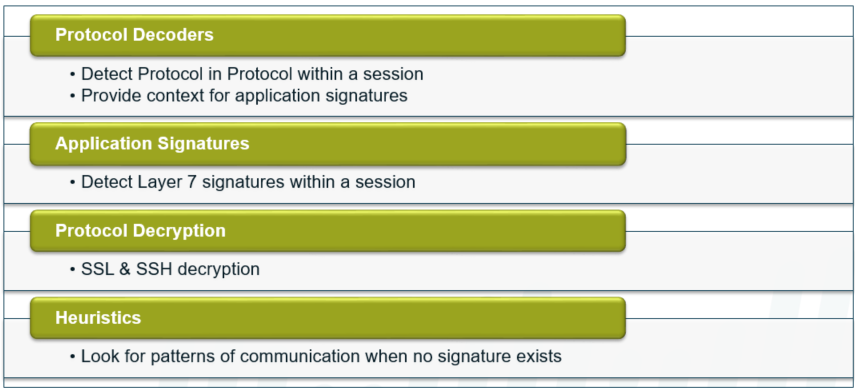 Protocol Decoders
• Detect Protocol in Protocol within a session
• Provide context for application signatures
Application Signatures
• Detect Layer 7 signatures within a session
Protocol Decryption
• SSL & SSH decryption
Heuristics
• Look for patterns of communication when no signature exists